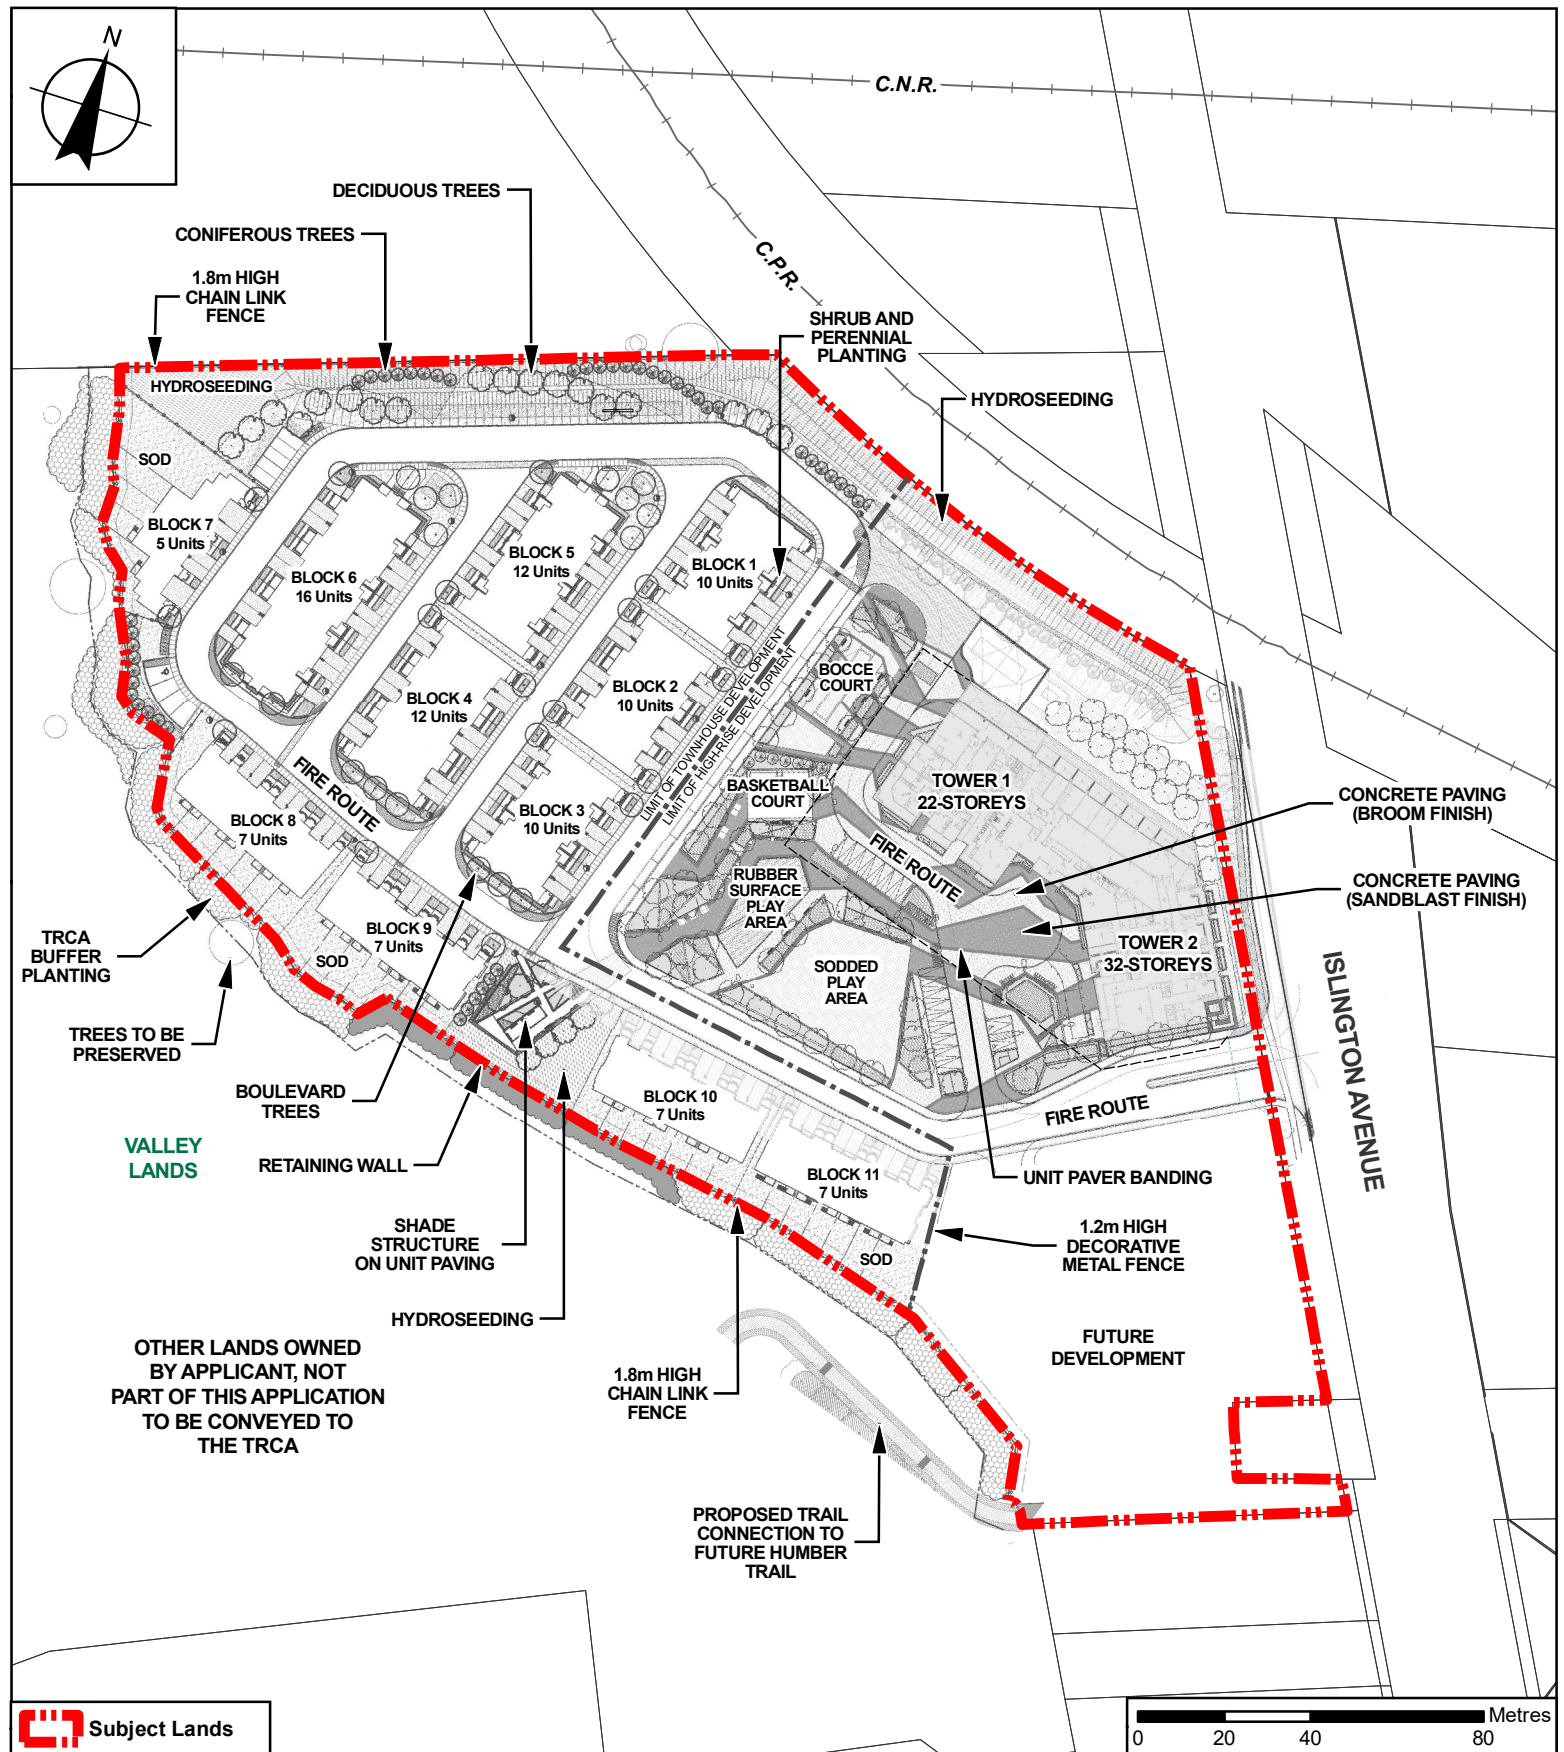 N
C.N.R.
DECIDUOUS TREES
CONIFEROUS TREES
C.P.R.
1.8m HIGH
CHAIN LINK
FENCE
SHRUB AND
PERENNIAL
PLANTING
HYDROSEEDING
HYDROSEEDING
SOD
BLOCK 7
5 Units
BLOCK 6
16 Units
BLOCK 5
12 Units
BLOCK 1
10 Units
LIMIT OF TOWNHOUSE DEVELOPMENT
LIMIT OF HIGH-RISE DEVELOPMENT
BOCCE
COURT
BLOCK 4
12 Units
BLOCK 2
10 Units
FIRE ROUTE
BASKETBALL
COURT
TOWER 1
22-STOREYS
CONCRETE PAVING
(BROOM FINISH)
BLOCK 8
7 Units
BLOCK 3
10 Units
FIRE ROUTE
RUBBER
SURFACE
PLAY
AREA
CONCRETE PAVING
(SANDBLAST FINISH)
TRCA
BUFFER
PLANTING
BLOCK 9
7 Units
SOD
SODDED
PLAY
AREA
TOWER 2
32-STOREYS
ISLINGTON AVENUE
TREES TO BE
PRESERVED
BOULEVARD
TREES
BLOCK 10
7 Units
FIRE ROUTE
VALLEY
LANDS
RETAINING WALL
BLOCK 11
7 Units
UNIT PAVER BANDING
SHADE
STRUCTURE
ON UNIT PAVING
1.2m HIGH
DECORATIVE
METAL FENCE
SOD
HYDROSEEDING
OTHER LANDS OWNED
BY APPLICANT, NOT
PART OF THIS APPLICATION
TO BE CONVEYED TO
THE TRCA
FUTURE
DEVELOPMENT
1.8m HIGH
CHAIN LINK
FENCE
PROPOSED TRAIL
CONNECTION TO
FUTURE HUMBER
TRAIL
Subject Lands
Metres
0 20 40 80